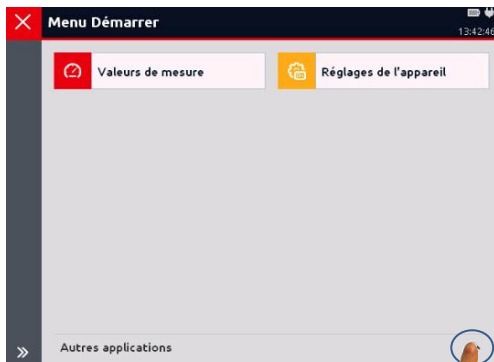 Menu Démarrer
13:42:46
Valeurs de mesure
Réglages de l'appareil
Autres applications